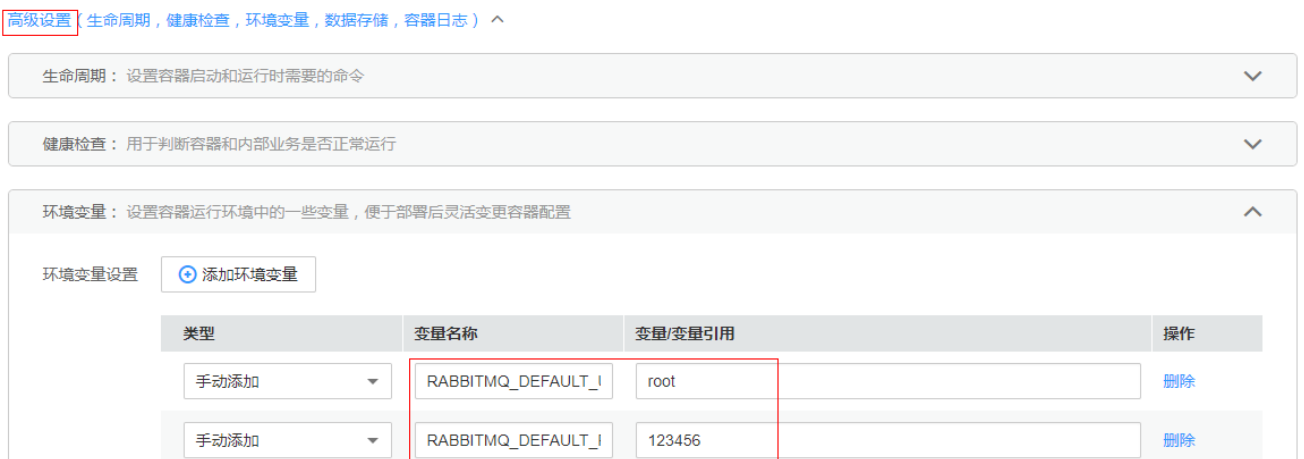 高级设置（生命周期，健康检查，环境变量，数据存储，容器日志）
生命周期：设置容器启动和运行时需要的命令
健康检查：用于判断容器和内部业务是否正常运行
环境变量：设置容器运行环境中的一些变量，便于部署后灵活变更容器配置
环境变量设置 添加环境变量
类型 变量名称 变量/变量引用 操作
手动添加 RABBITMQ_DEFAULT_ root 删除
手动添加 RABBITMQ_DEFAULT_ 123456 删除